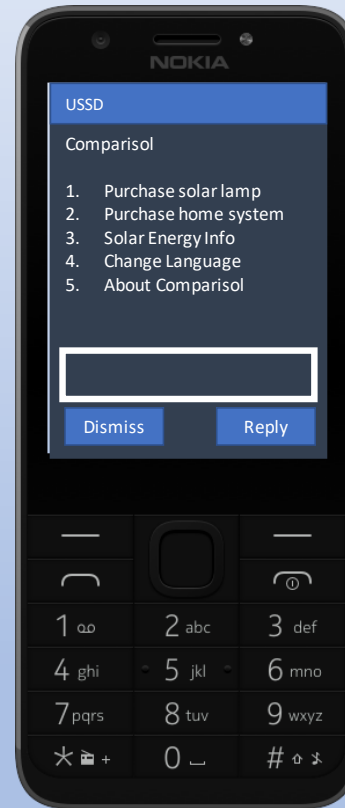 NOKIA
USSD
Comparisol
1. Purchase solar lamp
2. Purchase home system
3. Solar Energy Info
4. Change Language
5. About Comparisol
Dismiss Reply
1 2 abc 3 def
4 ghi 5 jkl 6 mno
7 pqrs 8 tuv 9 wxyz
* + 0 #